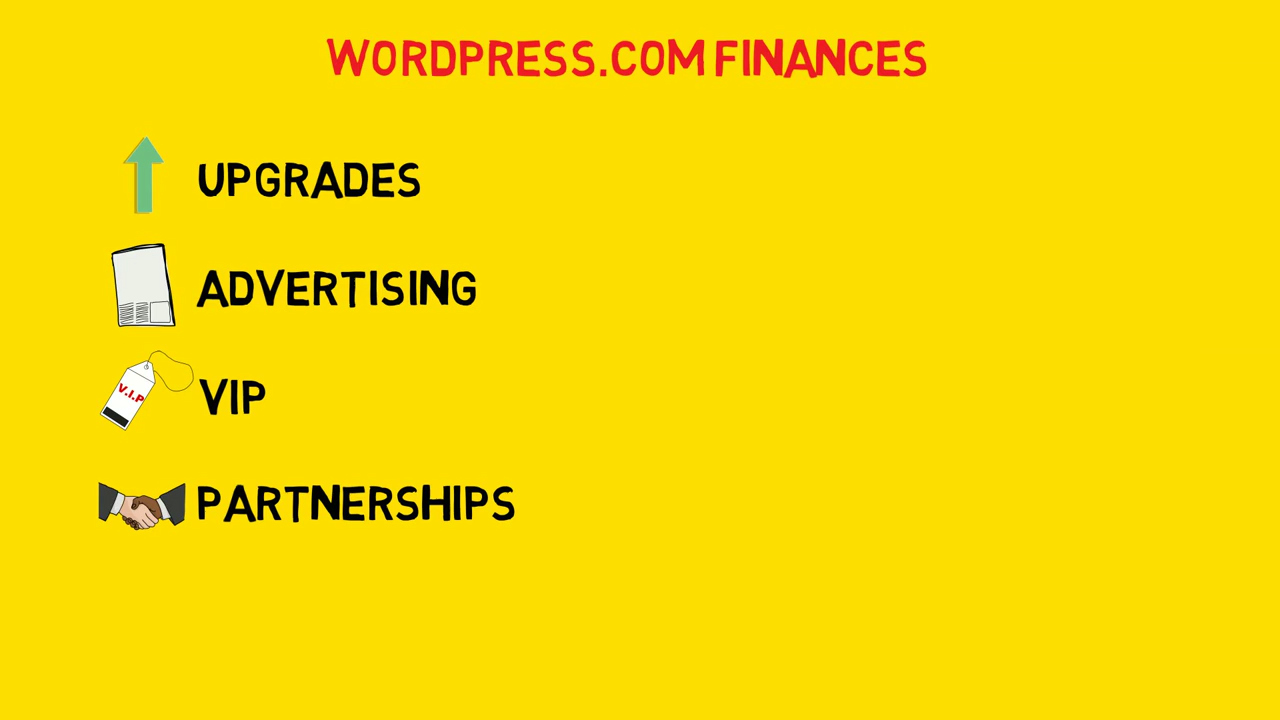 WORDPRESS.COM FINANCES
UPGRADES
ADVERTISING
V.I.P
VIP
PARTNERSHIPS